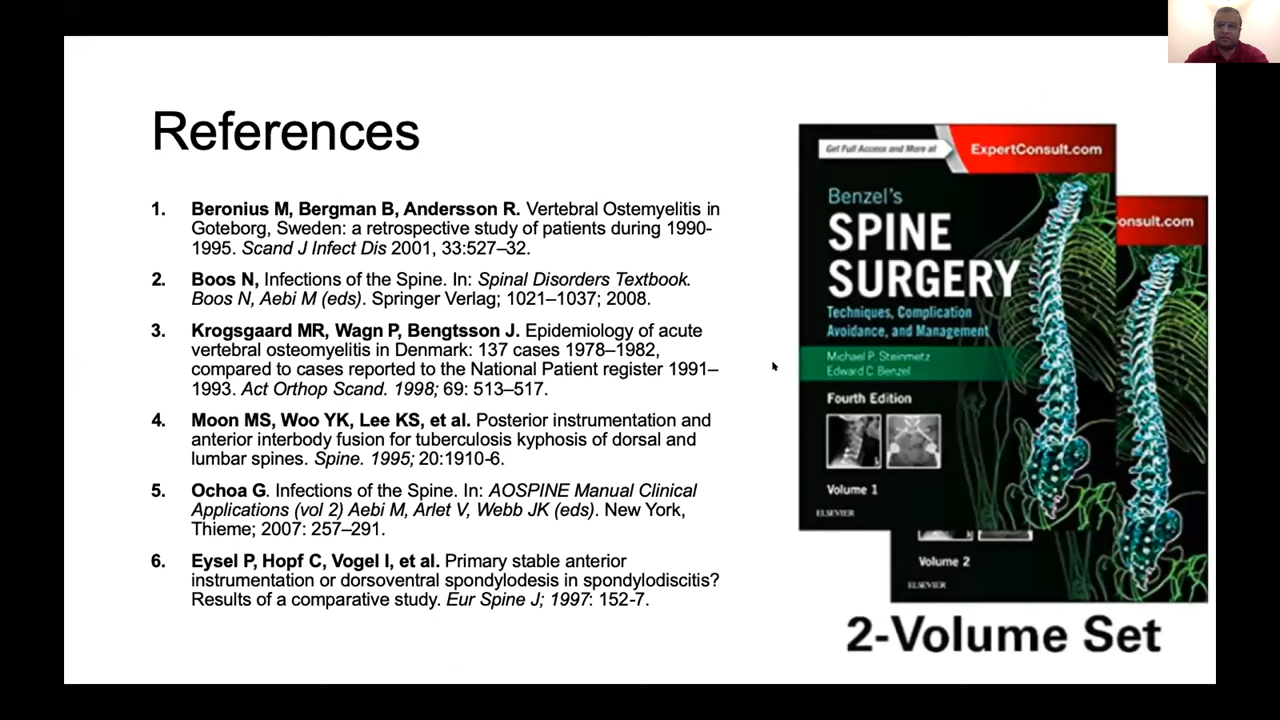 References
1. Beronius M, Bergman B, Andersson R. Vertebral Ostemyelitis in
Goteborg, Sweden: a retrospective study of patients during 1990-
1995. Scand J Infect Dis 2001, 33:527–32.
2. Boos N, Infections of the Spine. In: Spinal Disorders Textbook.
Boos N, Aebi M (eds). Springer Verlag; 1021–1037; 2008.
3. Krogsgaard MR, Wagn P, Bengtsson J. Epidemiology of acute
vertebral osteomyelitis in Denmark: 137 cases 1978–1982,
compared to cases reported to the National Patient register 1991–
1993. Act Orthop Scand. 1998; 69: 513–517.
4. Moon MS, Woo YK, Lee KS, et al. Posterior instrumentation and
anterior interbody fusion for tuberculosis kyphosis of dorsal and
lumbar spines. Spine. 1995; 20:1910-6.
5. Ochoa G. Infections of the Spine. In: AOSPINE Manual Clinical
Applications (vol 2) Aebi M, Arlet V, Webb JK (eds). New York,
Thieme; 2007: 257–291.
6. Eysel P, Hopf C, Vogel I, et al. Primary stable anterior
instrumentation or dorsoventral spondylodesis in spondylodiscitis?
Results of a comparative study. Eur Spine J; 1997: 152-7.
Get Full Access and More at
ExpertConsult.com
Benzel's
SPINE
SURGERY
Techniques, Complication
Avoidance, and Management
Michael P. Steinmetz
Edward C. Benzel
Fourth Edition
Volume 1
ELSEVIER
onsult.com
Volume 2
ELSEVIER
2-Volume Set